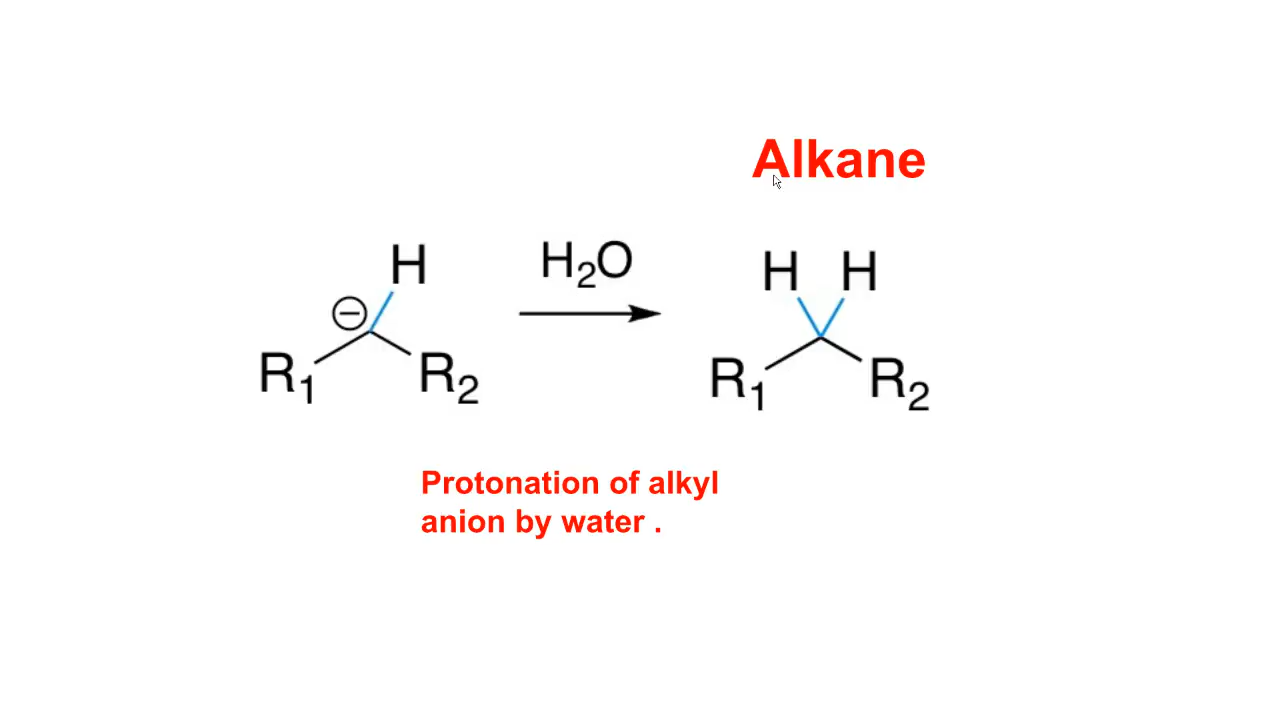 Alkane
H
⊖
R₁
R₂
H₂O
H H
R₁
R₂
Protonation of alkyl
anion by water .